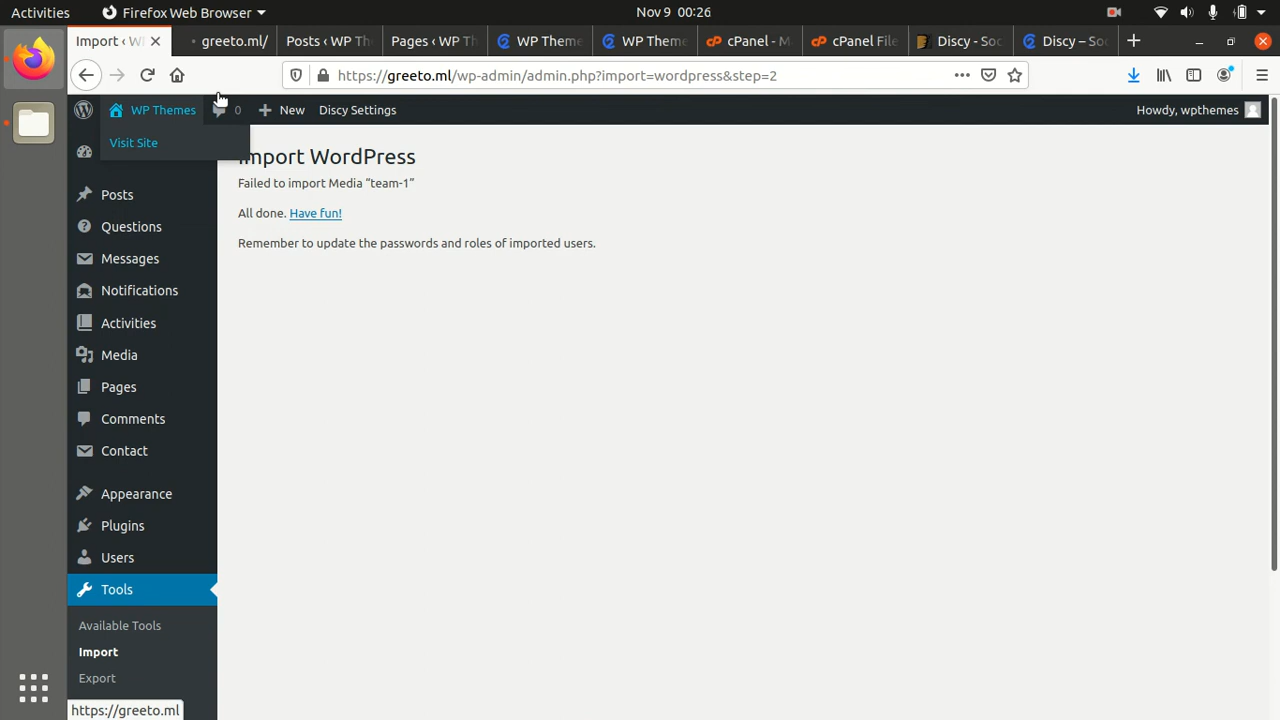 Activities
Firefox Web Browser
Nov 9 00:26
Import ‹ W
greeto.ml/
Posts ‹ WP Th
Pages ‹ WP T
WP Theme
WP Theme
cPanel - M
cPanel File
Discy - Soc
Discy – Soc
https://greeto.ml/wp-admin/admin.php?import=wordpress&step=2
WP Themes
0
New
Discy Settings
Howdy, wpthemes
Visit Site
Import WordPress
Failed to import Media “team-1”
All done. Have fun!
Remember to update the passwords and roles of imported users.
Posts
Questions
Messages
Notifications
Activities
Media
Pages
Comments
Contact
Appearance
Plugins
Users
Tools
Available Tools
Import
Export
https://greeto.ml